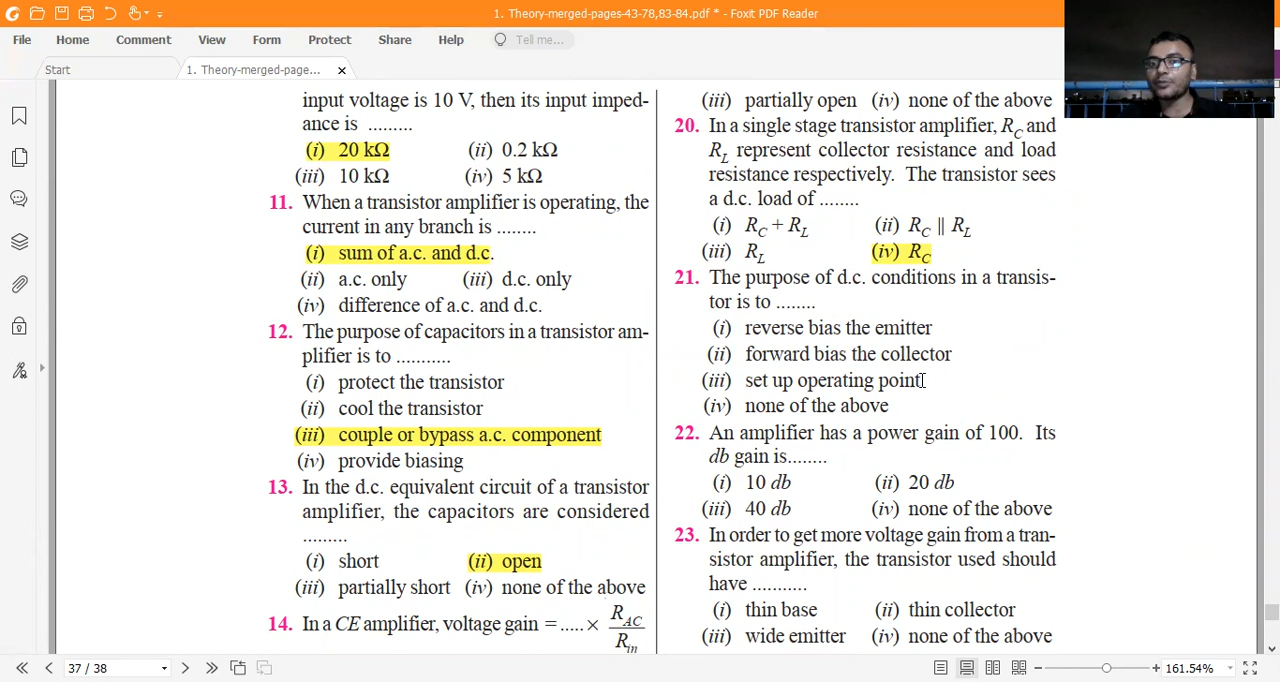 1. Theory-merged-pages-43-78,83-84.pdf * - Foxit PDF Reader
File Home Comment View Form Protect Share Help Tell me...
Start 1. Theory-merged-page...
input voltage is 10 V, then its input imped-
ance is .........
(i) 20 kΩ (ii) 0.2 kΩ
(iii) 10 kΩ (iv) 5 kΩ
11. When a transistor amplifier is operating, the
current in any branch is ........
(i) sum of a.c. and d.c.
(ii) a.c. only (iii) d.c. only
(iv) difference of a.c. and d.c.
12. The purpose of capacitors in a transistor am-
plifier is to ...........
(i) protect the transistor
(ii) cool the transistor
(iii) couple or bypass a.c. component
(iv) provide biasing
13. In the d.c. equivalent circuit of a transistor
amplifier, the capacitors are considered
.........
(i) short (ii) open
(iii) partially short (iv) none of the above
14. In a CE amplifier, voltage gain = ..... × R_AC / R_in
(iii) partially open (iv) none of the above
20. In a single stage transistor amplifier, R_C and
R_L represent collector resistance and load
resistance respectively. The transistor sees
a.d.c. load of ........
(i) R_C + R_L (ii) R_C || R_L
(iii) R_L (iv) R_C
21. The purpose of d.c. conditions in a transis-
tor is to ........
(i) reverse bias the emitter
(ii) forward bias the collector
(iii) set up operating point
(iv) none of the above
22. An amplifier has a power gain of 100. Its
db gain is........
(i) 10 db (ii) 20 db
(iii) 40 db (iv) none of the above
23. In order to get more voltage gain from a tran-
sistor amplifier, the transistor used should
have ...........
(i) thin base (ii) thin collector
(iii) wide emitter (iv) none of the above
37 / 38 161.54%